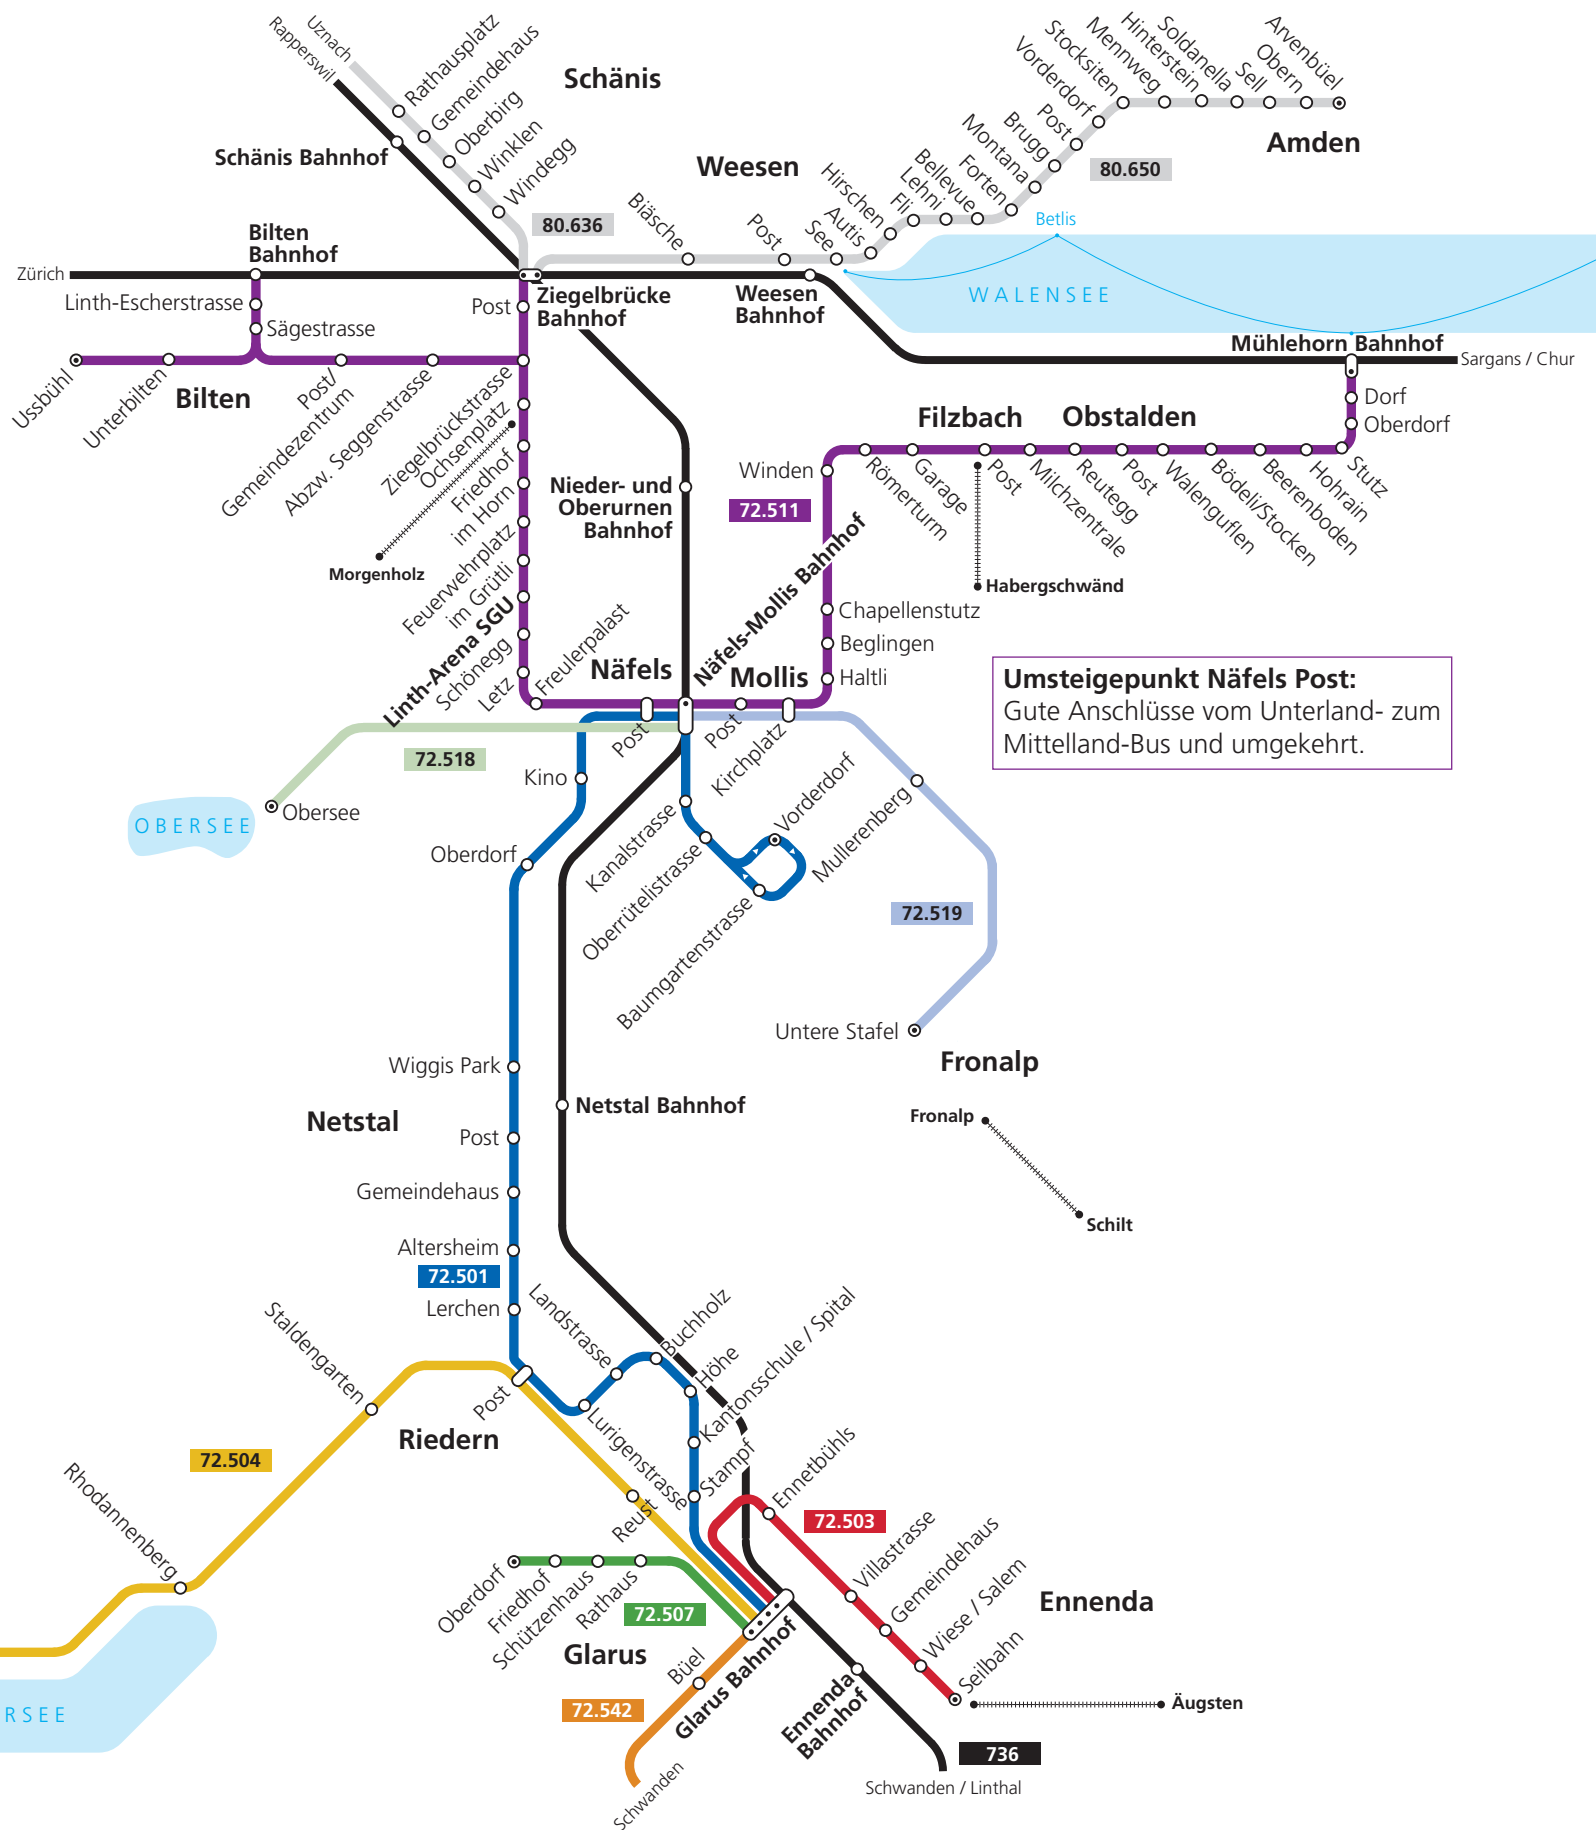 Uznach
Rapperswil
Rathausplatz
Gemeindehaus
Oberbirg
Winklen
Windegg
Schänis
Schänis Bahnhof
80.636
Weesen
Biäsche
Post
See
Autis
Hirschen
Fli
Lehni
Bellevue
Forten
Montana
Brugg
Post
Vorderdorf
Stocksiten
Mennweg
Hinterstein
Soldanella
Sell
Obern
Arvenbüel
Amden
80.650
Betlis
WALENSEE
Bilten
Bahnhof
Zürich
Linth-Escherstrasse
Sägestrasse
Ussbühl
Unterbilten
Bilten
Post/
Gemeindezentrum
Abzw. Seggenstrasse
Ziegelbrücke
Bahnhof
Post
Weesen
Bahnhof
Mühlehorn Bahnhof
Sargans / Chur
Dorf
Oberdorf
Stutz
Hohrain
Beerenboden
Bödeli/Stocken
Walenguflen
Post
Reutegg
Milchzentrale
Post
Garage
Römerturm
Filzbach
Obstalden
Habergschwänd
Winden
72.511
Chapellenstutz
Beglingen
Haltli
Ziegelbrückstrasse
Ochsenplatz
Friedhof
im Horn
Feuerwehrplatz
im Grütli
Linth-Arena SGU
Schönegg
Letz
Freulerpalast
Morgenholz
Nieder- und
Oberurnen
Bahnhof
Näfels
Näfels-Mollis Bahnhof
Mollis
Post
Post
Kirchplatz
Umsteigepunkt Näfels Post:
Gute Anschlüsse vom Unterland- zum
Mittelland-Bus und umgekehrt.
72.518
Obersee
OBERSEE
Kino
Oberdorf
Kanalstrasse
Oberrütelistrasse
Baumgartenstrasse
Vorderdorf
Mullerenberg
72.519
Untere Stafel
Fronalp
Fronalp
Schilt
Wiggis Park
Netstal
Netstal Bahnhof
Post
Gemeindehaus
Altersheim
72.501
Lerchen
Landstrasse
Buchholz
Höhe
Kantonsschule / Spital
Stampf
Lurigenstrasse
Staldengarten
Post
Riedern
72.504
Rhodannenberg
Reust
RSEE
Oberdorf
Friedhof
Schützenhaus
Rathaus
72.507
Glarus
Büel
72.542
Schwanden
Glarus Bahnhof
Ennetbühls
72.503
Villastrasse
Gemeindehaus
Wiese / Salem
Seilbahn
Ennenda
Äugsten
Ennenda
Bahnhof
736
Schwanden / Linthal